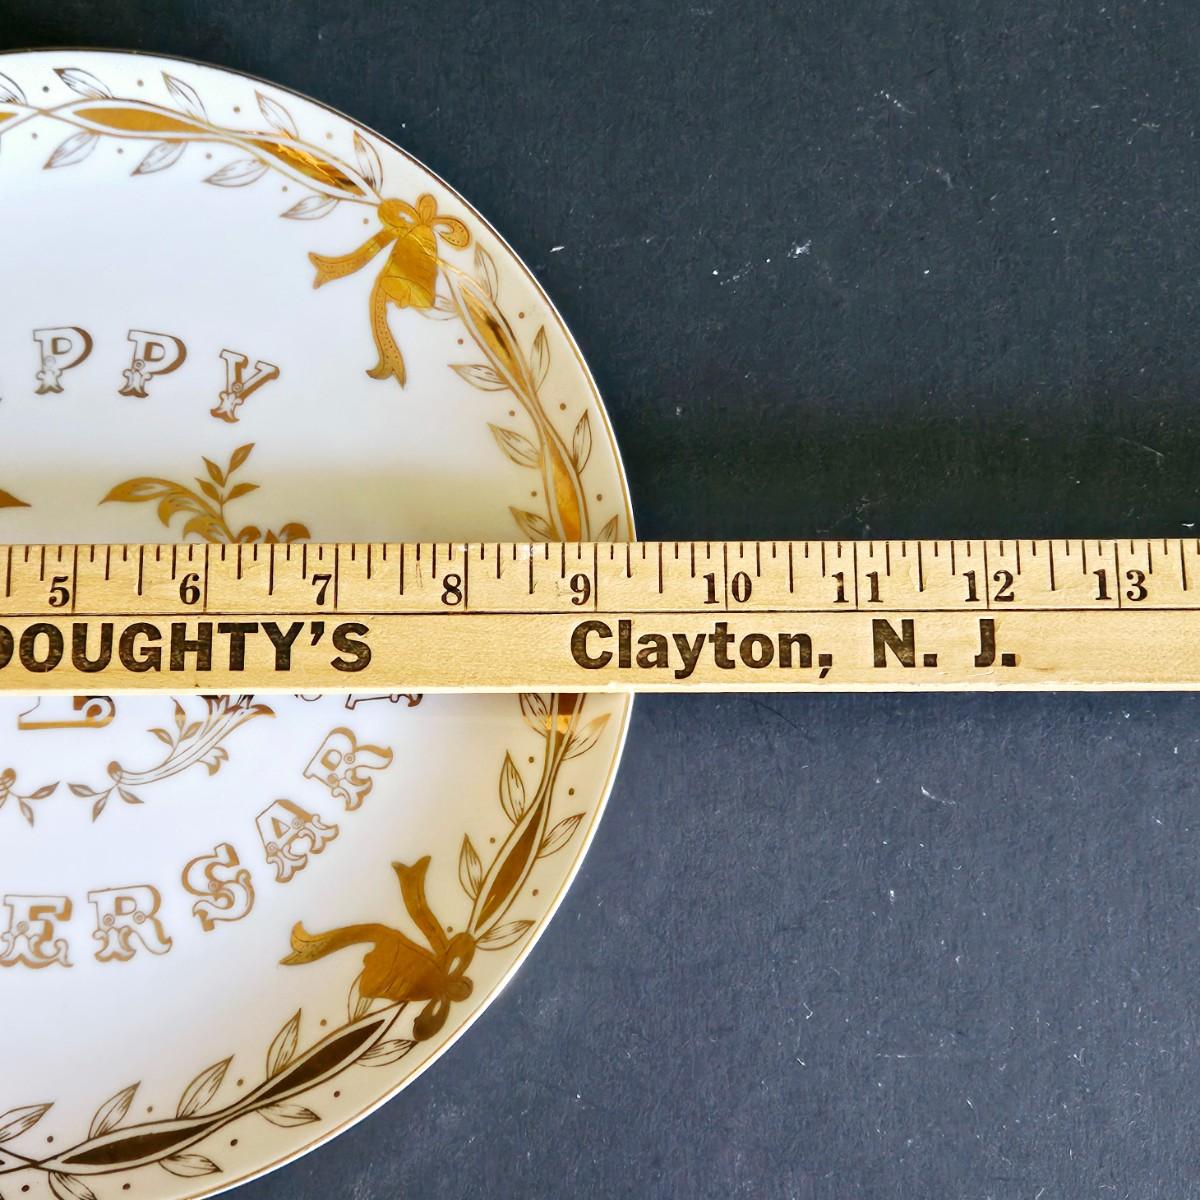 PPY
5 6 7 8 9 10 11 12 13
DOUGHTY'S Clayton, N. J.
ERSAR